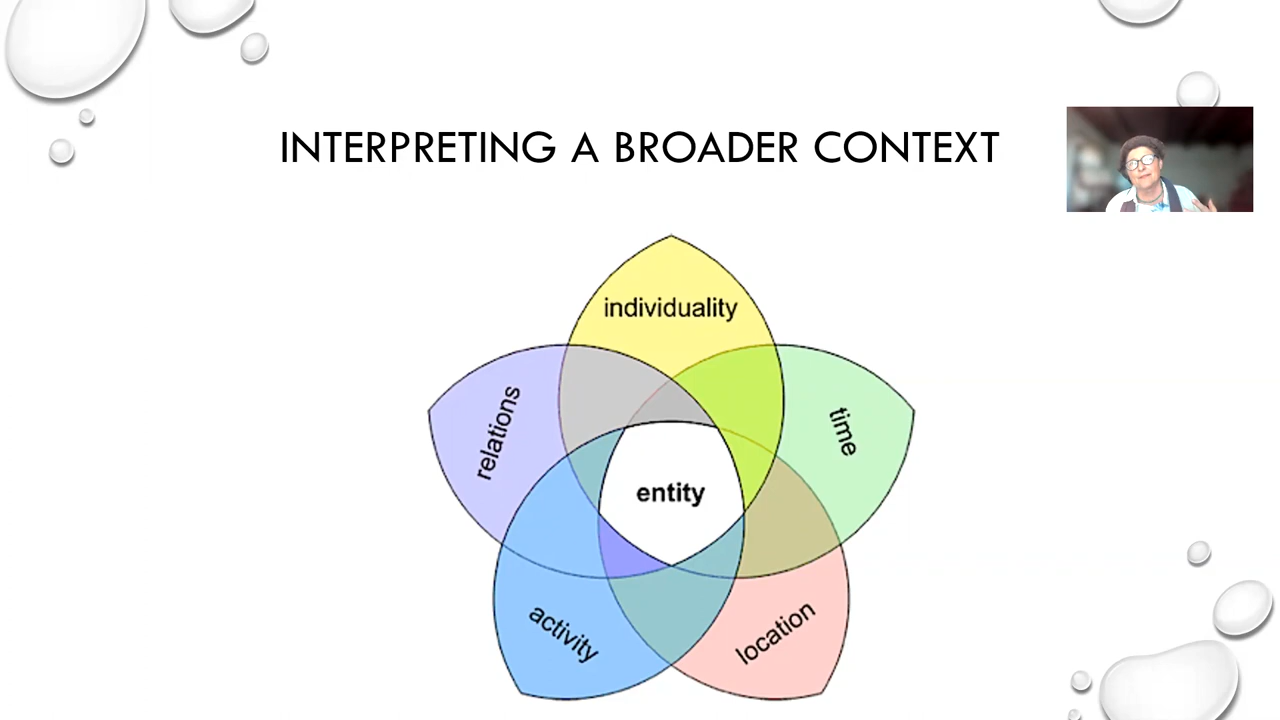 INTERPRETING A BROADER CONTEXT
individuality
relations
time
entity
activity
location